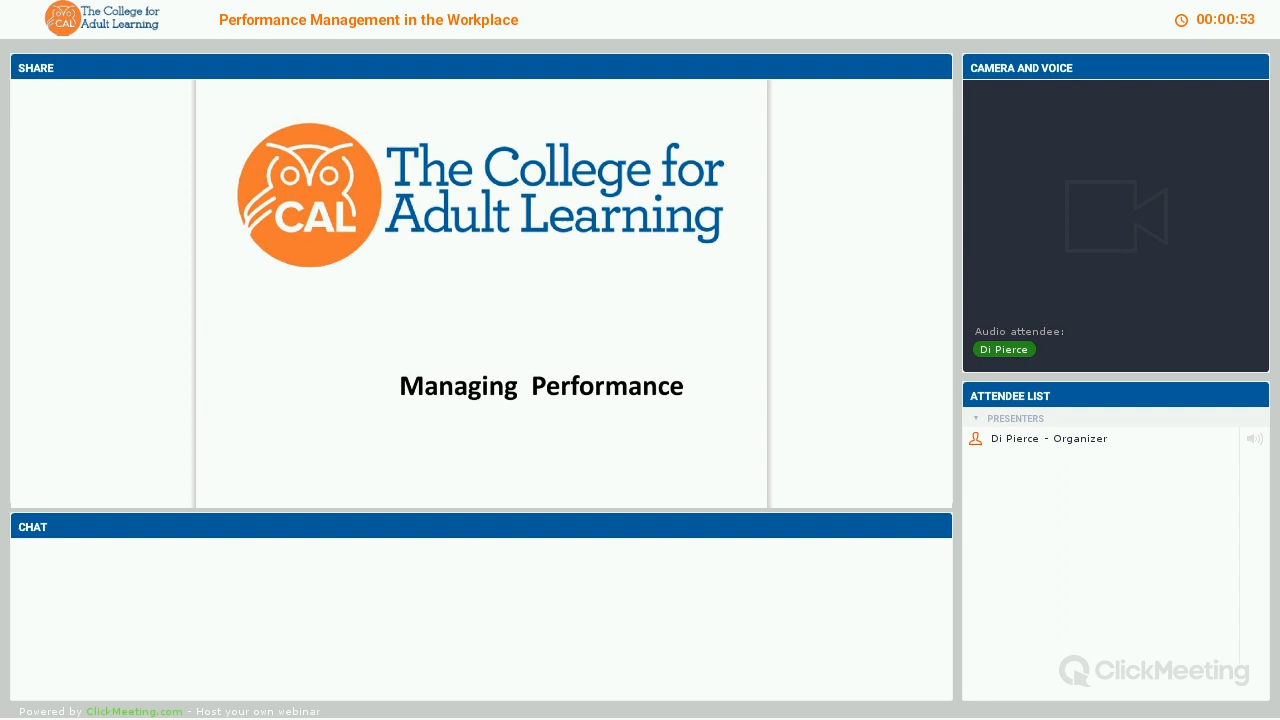 CAL The College for
Adult Learning
Performance Management in the Workplace
00:00:53
SHARE
CAL
The College for
Adult Learning
Managing Performance
CAMERA AND VOICE
Audio attendee:
Di Pierce
ATTENDEE LIST
PRESENTERS
Di Pierce - Organizer
CHAT
ClickMeeting
Powered by ClickMeeting.com - Host your own webinar